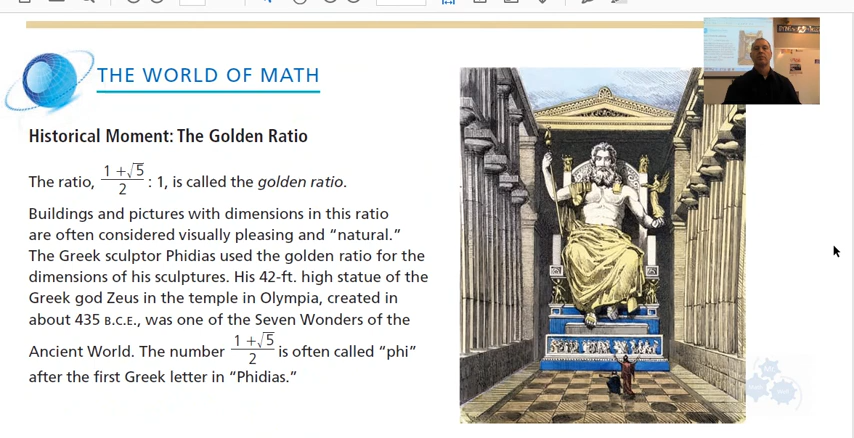 THE WORLD OF MATH
Historical Moment: The Golden Ratio
The ratio, (1 + √5)/2 : 1, is called the golden ratio.
Buildings and pictures with dimensions in this ratio
are often considered visually pleasing and “natural.”
The Greek sculptor Phidias used the golden ratio for the
dimensions of his sculptures. His 42-ft. high statue of the
Greek god Zeus in the temple in Olympia, created in
about 435 B.C.E., was one of the Seven Wonders of the
Ancient World. The number (1 + √5)/2 is often called “phi”
after the first Greek letter in “Phidias.”